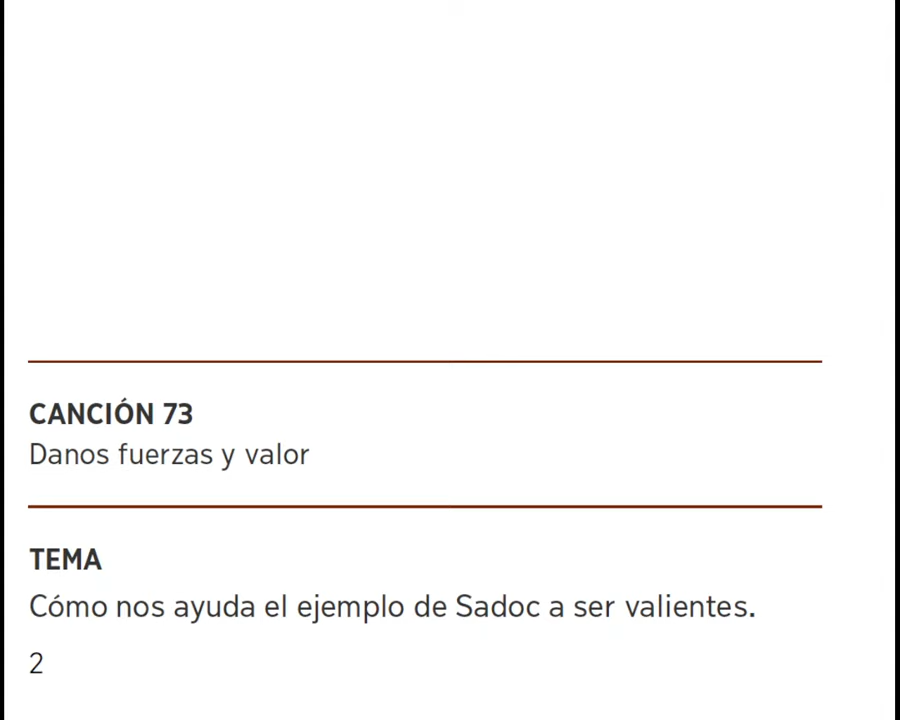 CANCIÓN 73
Danos fuerzas y valor
TEMA
Cómo nos ayuda el ejemplo de Sadoc a ser valientes.
2